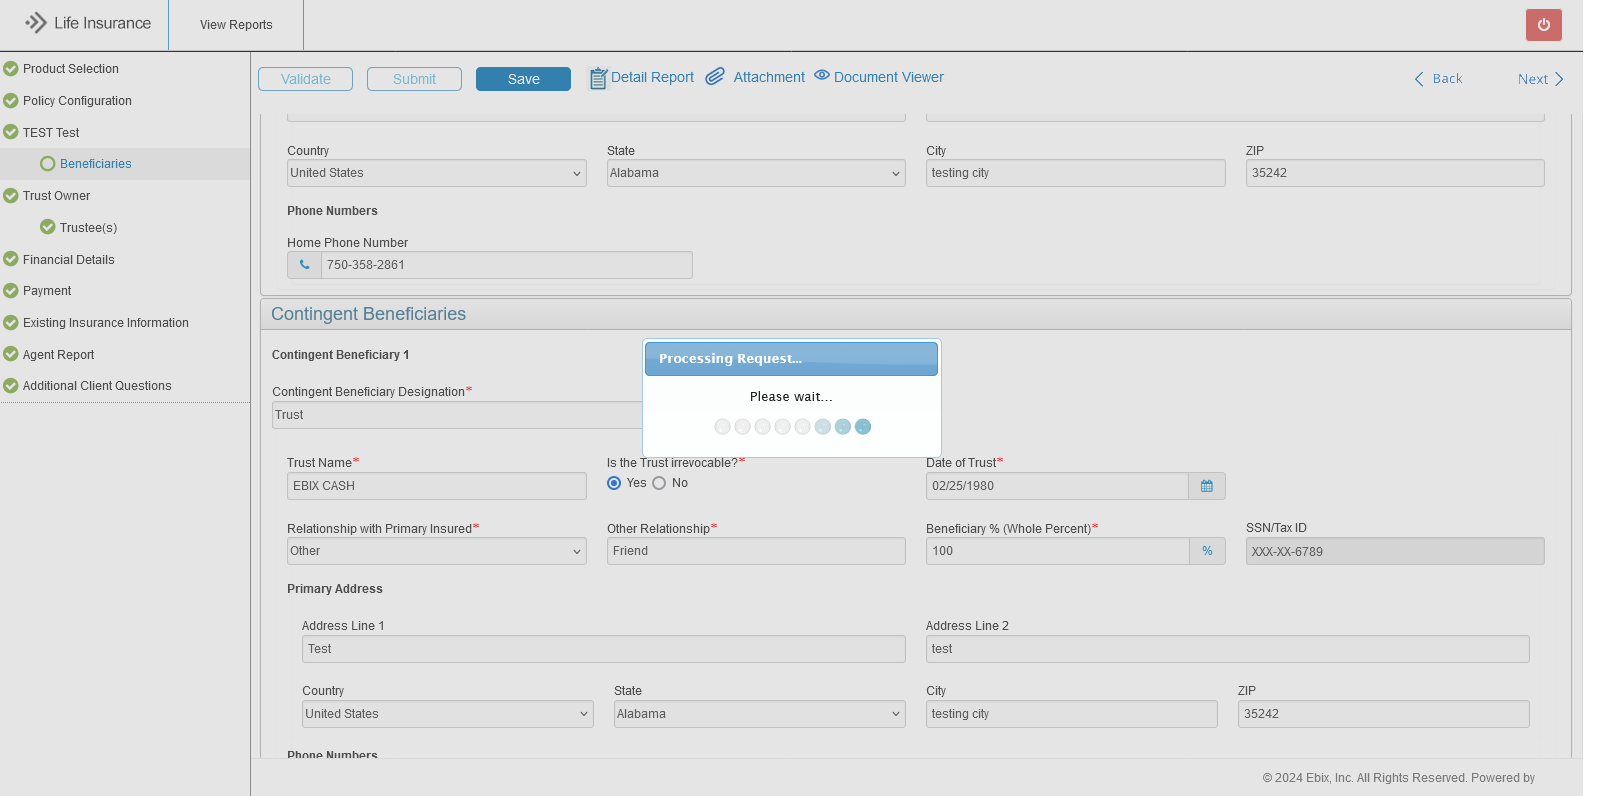 Life Insurance
View Reports
Product Selection
Policy Configuration
TEST Test
Beneficiaries
Trust Owner
Trustee(s)
Financial Details
Payment
Existing Insurance Information
Agent Report
Additional Client Questions
Validate
Submit
Save
Detail Report
Attachment
Document Viewer
Back
Next
Country
State
City
ZIP
United States
Alabama
testing city
35242
Phone Numbers
Home Phone Number
750-358-2861
Contingent Beneficiaries
Contingent Beneficiary 1
Contingent Beneficiary Designation*
Trust
Processing Request...
Please wait...
Trust Name*
Is the Trust irrevocable?*
Date of Trust*
EBIX CASH
Yes
No
02/25/1980
Relationship with Primary Insured*
Other Relationship*
Beneficiary % (Whole Percent)*
SSN/Tax ID
Other
Friend
100
%
XXX-XX-6789
Primary Address
Address Line 1
Address Line 2
Test
test
Country
State
City
ZIP
United States
Alabama
testing city
35242
Phone Numbers
© 2024 Ebix, Inc. All Rights Reserved. Powered by